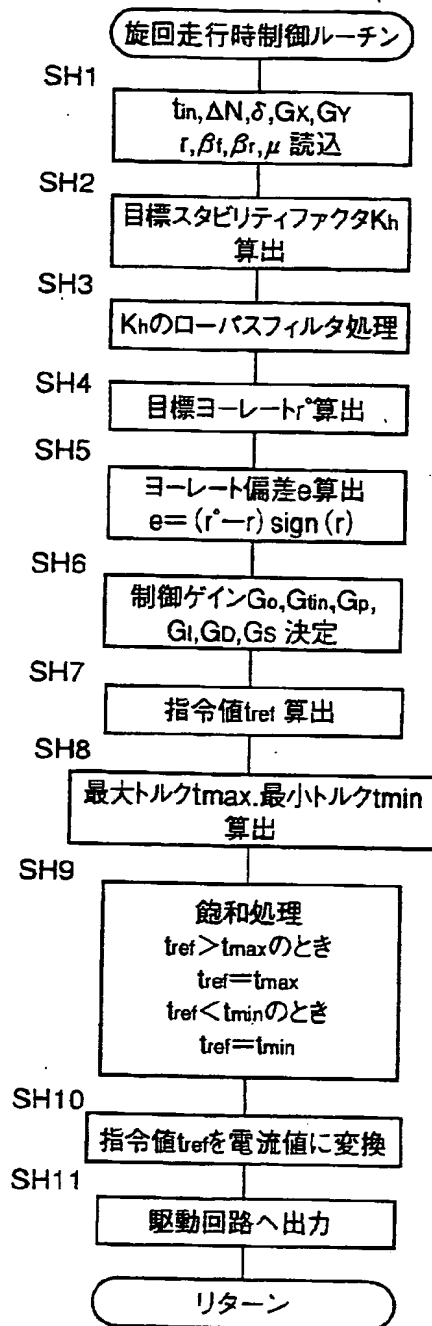 旋回走行時制御ルーチン
SH1
tin,ΔN,δ,GX,GY
r,βf,βr,μ 読込
SH2
目標スタビリティファクタKh
算出
SH3
Khのローパスフィルタ処理
SH4
目標ヨーレートr°算出
SH5
ヨーレート偏差e算出
e=(r°ーr) sign (r)
SH6
制御ゲインGo,Gtin,Gp,
GI,GD,GS 決定
SH7
指令値tref 算出
SH8
最大トルクtmax.最小トルクtmin
算出
SH9
飽和処理
tref>tmaxのとき
tref=tmax
tref<tminのとき
tref=tmin
SH10
指令値trefを電流値に変換
SH11
駆動回路へ出力
リターン